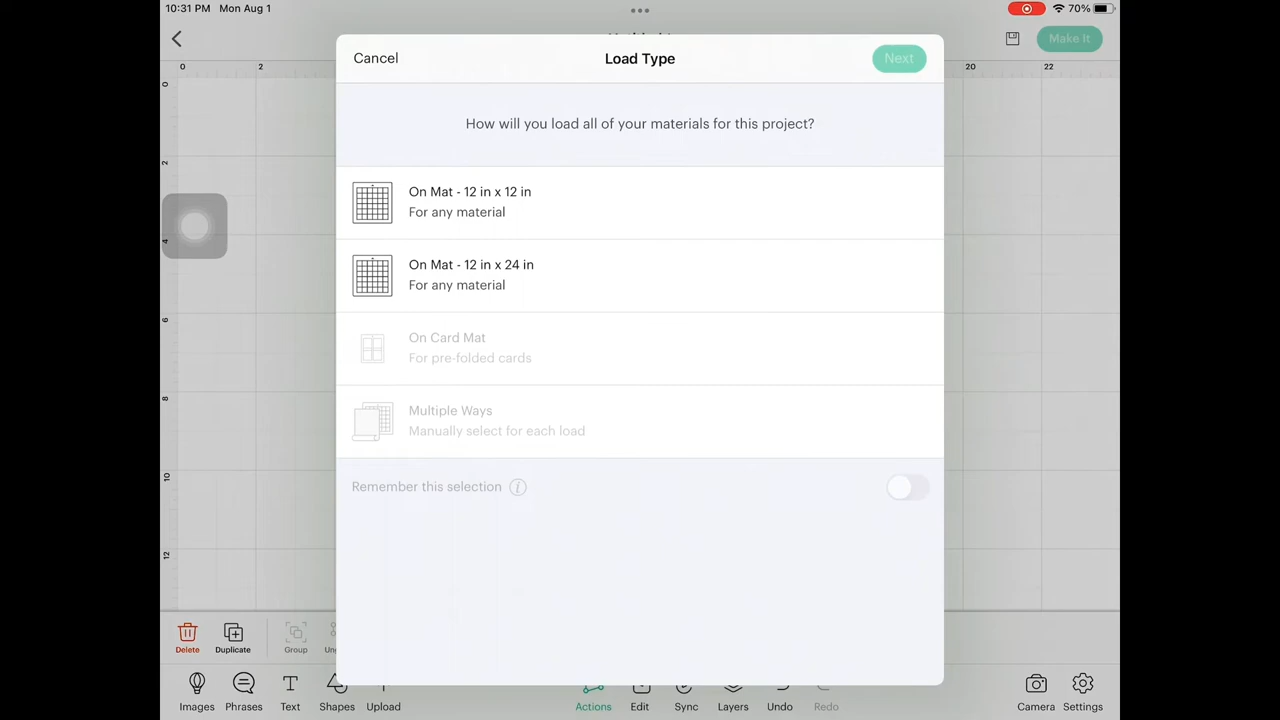 10:31 PM Mon Aug 1
70%
Make It
Cancel
Load Type
Next
0 2 20 22
0
2
4
6
8
10
12
How will you load all of your materials for this project?
On Mat - 12 in x 12 in
For any material
On Mat - 12 in x 24 in
For any material
On Card Mat
For pre-folded cards
Multiple Ways
Manually select for each load
Remember this selection
Delete Duplicate Group
Images Phrases Text Shapes Upload Actions Edit Sync Layers Undo Redo Camera Settings